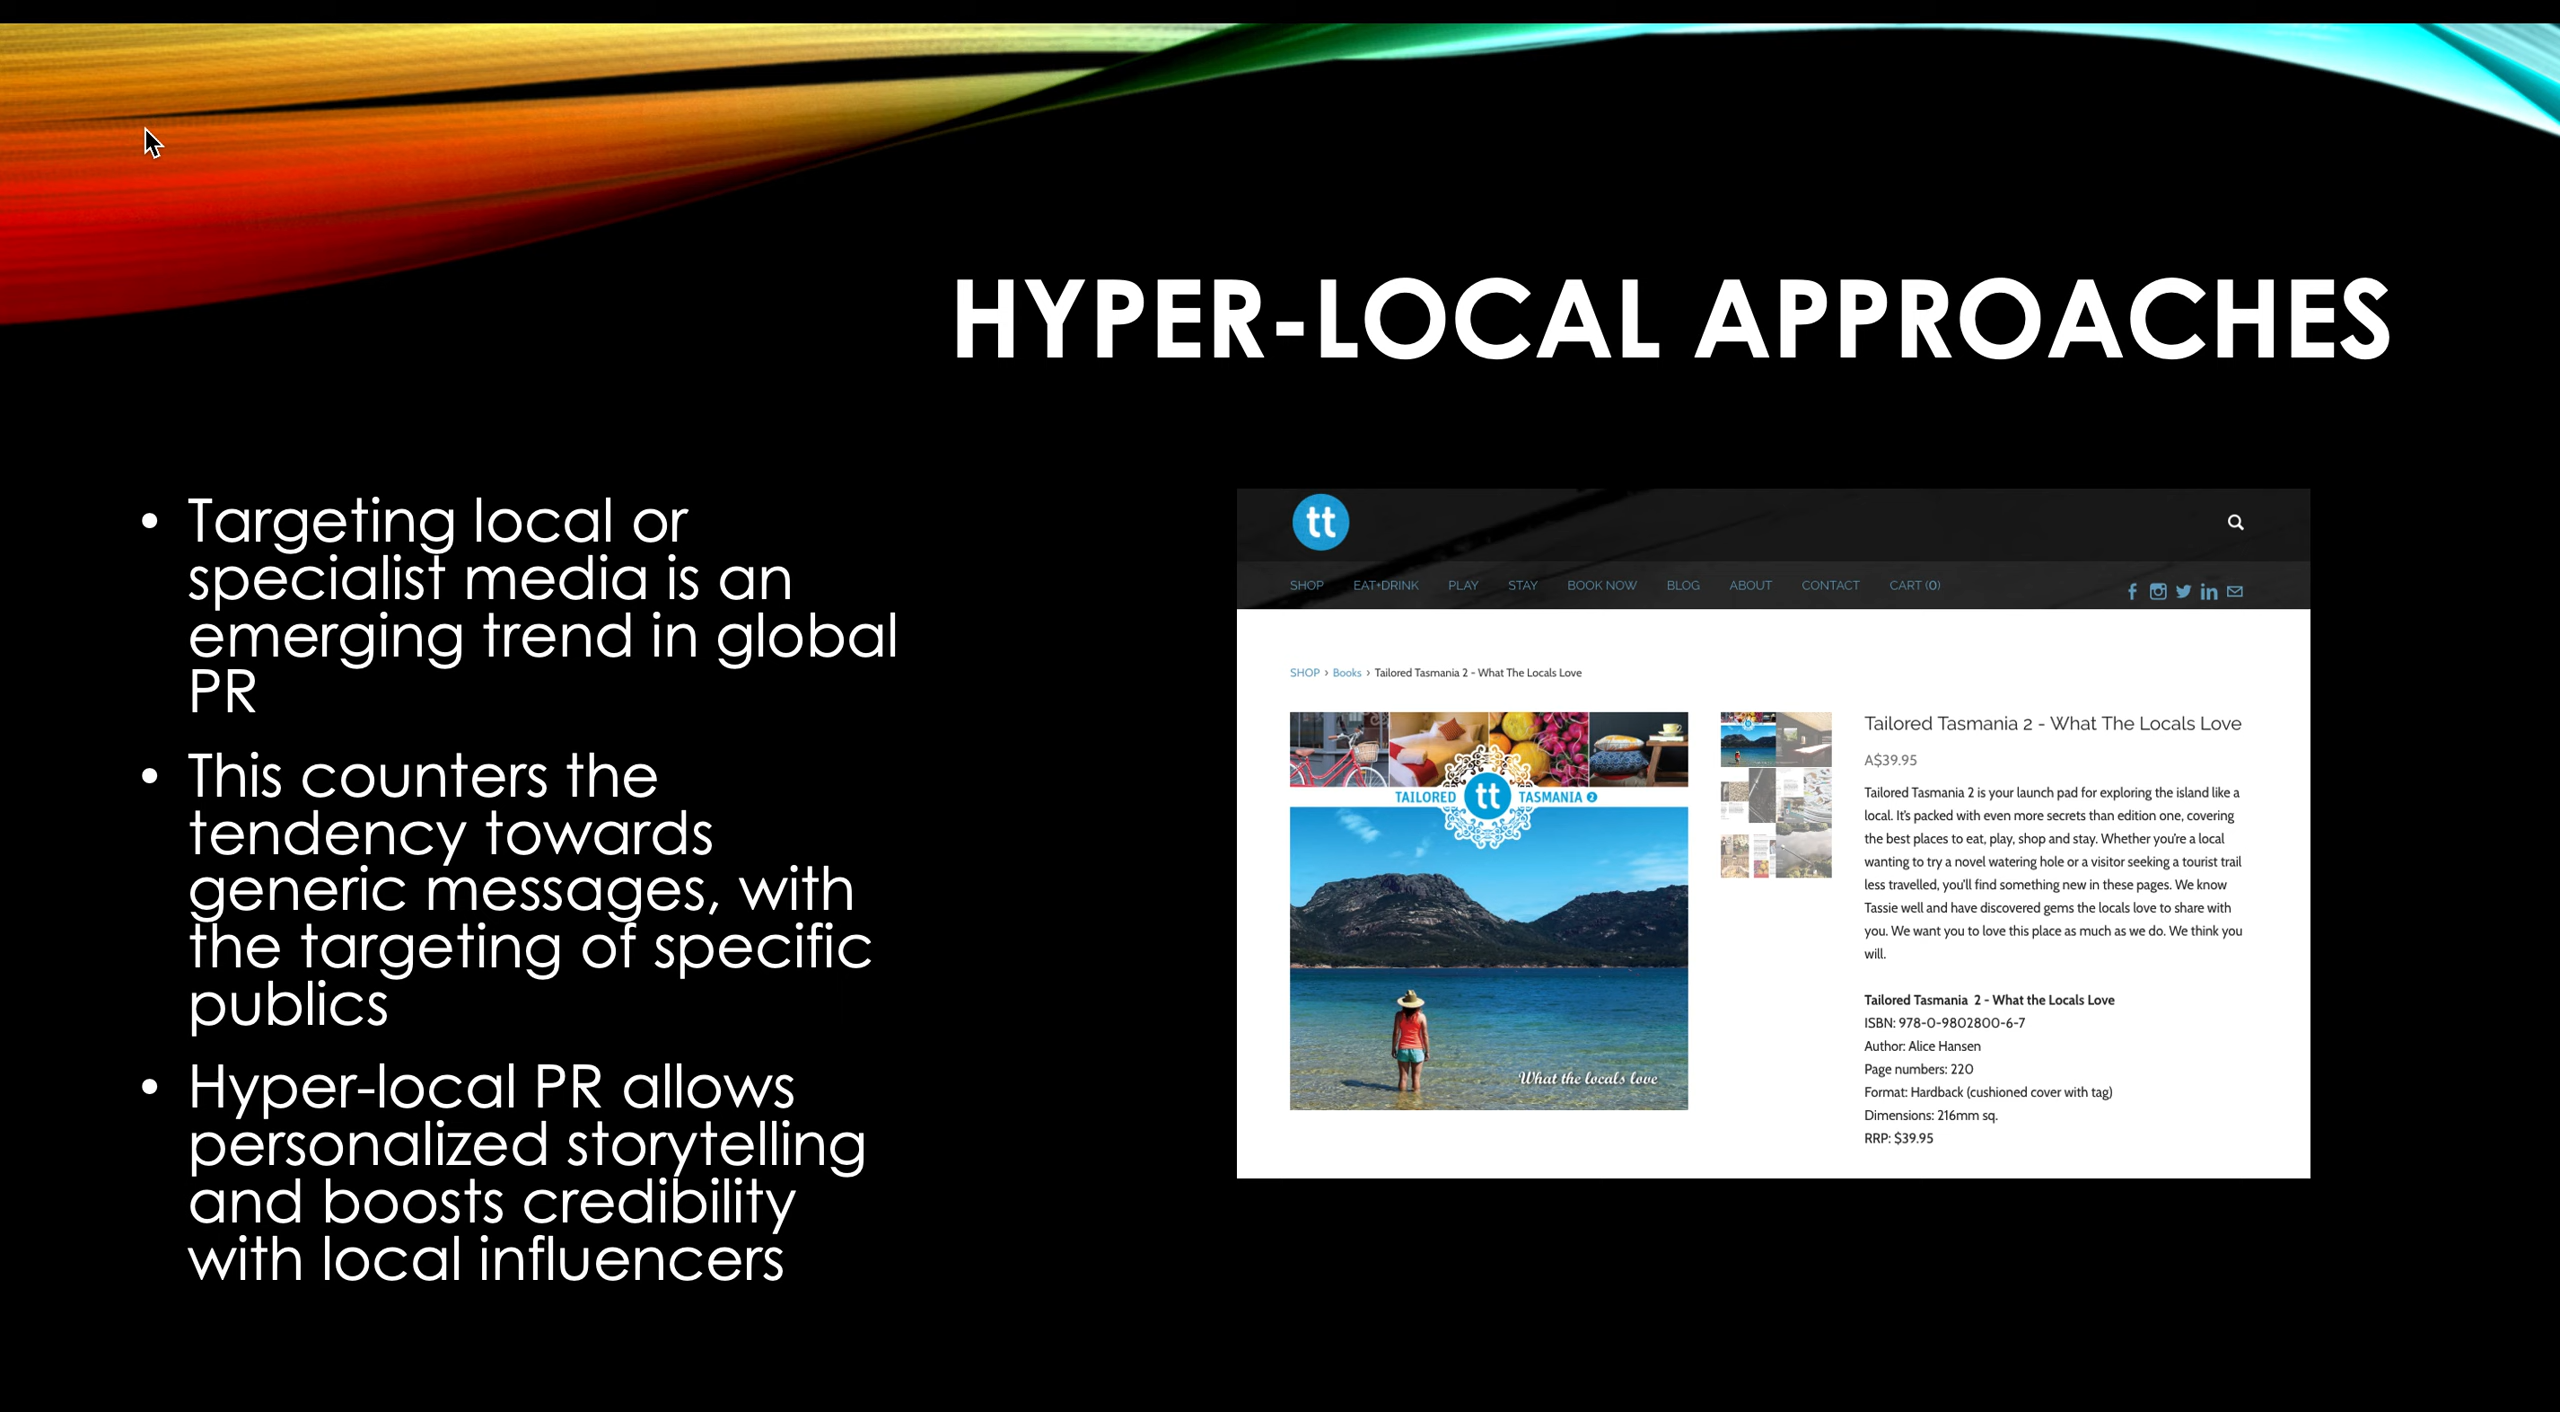 HYPER-LOCAL APPROACHES
• Targeting local or
specialist media is an
emerging trend in global
PR
• This counters the
tendency towards
generic messages, with
the targeting of specific
publics
• Hyper-local PR allows
personalized storytelling
and boosts credibility
with local influencers
tt
SHOP EAT+DRINK PLAY STAY BOOK NOW BLOG ABOUT CONTACT CART (0)
SHOP › Books › Tailored Tasmania 2 - What The Locals Love
TAILORED tt TASMANIA 2
What the locals love
Tailored Tasmania 2 - What The Locals Love
A$39.95
Tailored Tasmania 2 is your launch pad for exploring the island like a
local. It's packed with even more secrets than edition one, covering
the best places to eat, play, shop and stay. Whether you're a local
wanting to try a novel watering hole or a visitor seeking a tourist trail
less travelled, you'll find something new in these pages. We know
Tassie well and have discovered gems the locals love to share with
you. We want you to love this place as much as we do. We think you
will.
Tailored Tasmania 2 - What the Locals Love
ISBN: 978-0-9802800-6-7
Author: Alice Hansen
Page numbers: 220
Format: Hardback (cushioned cover with tag)
Dimensions: 216mm sq.
RRP: $39.95